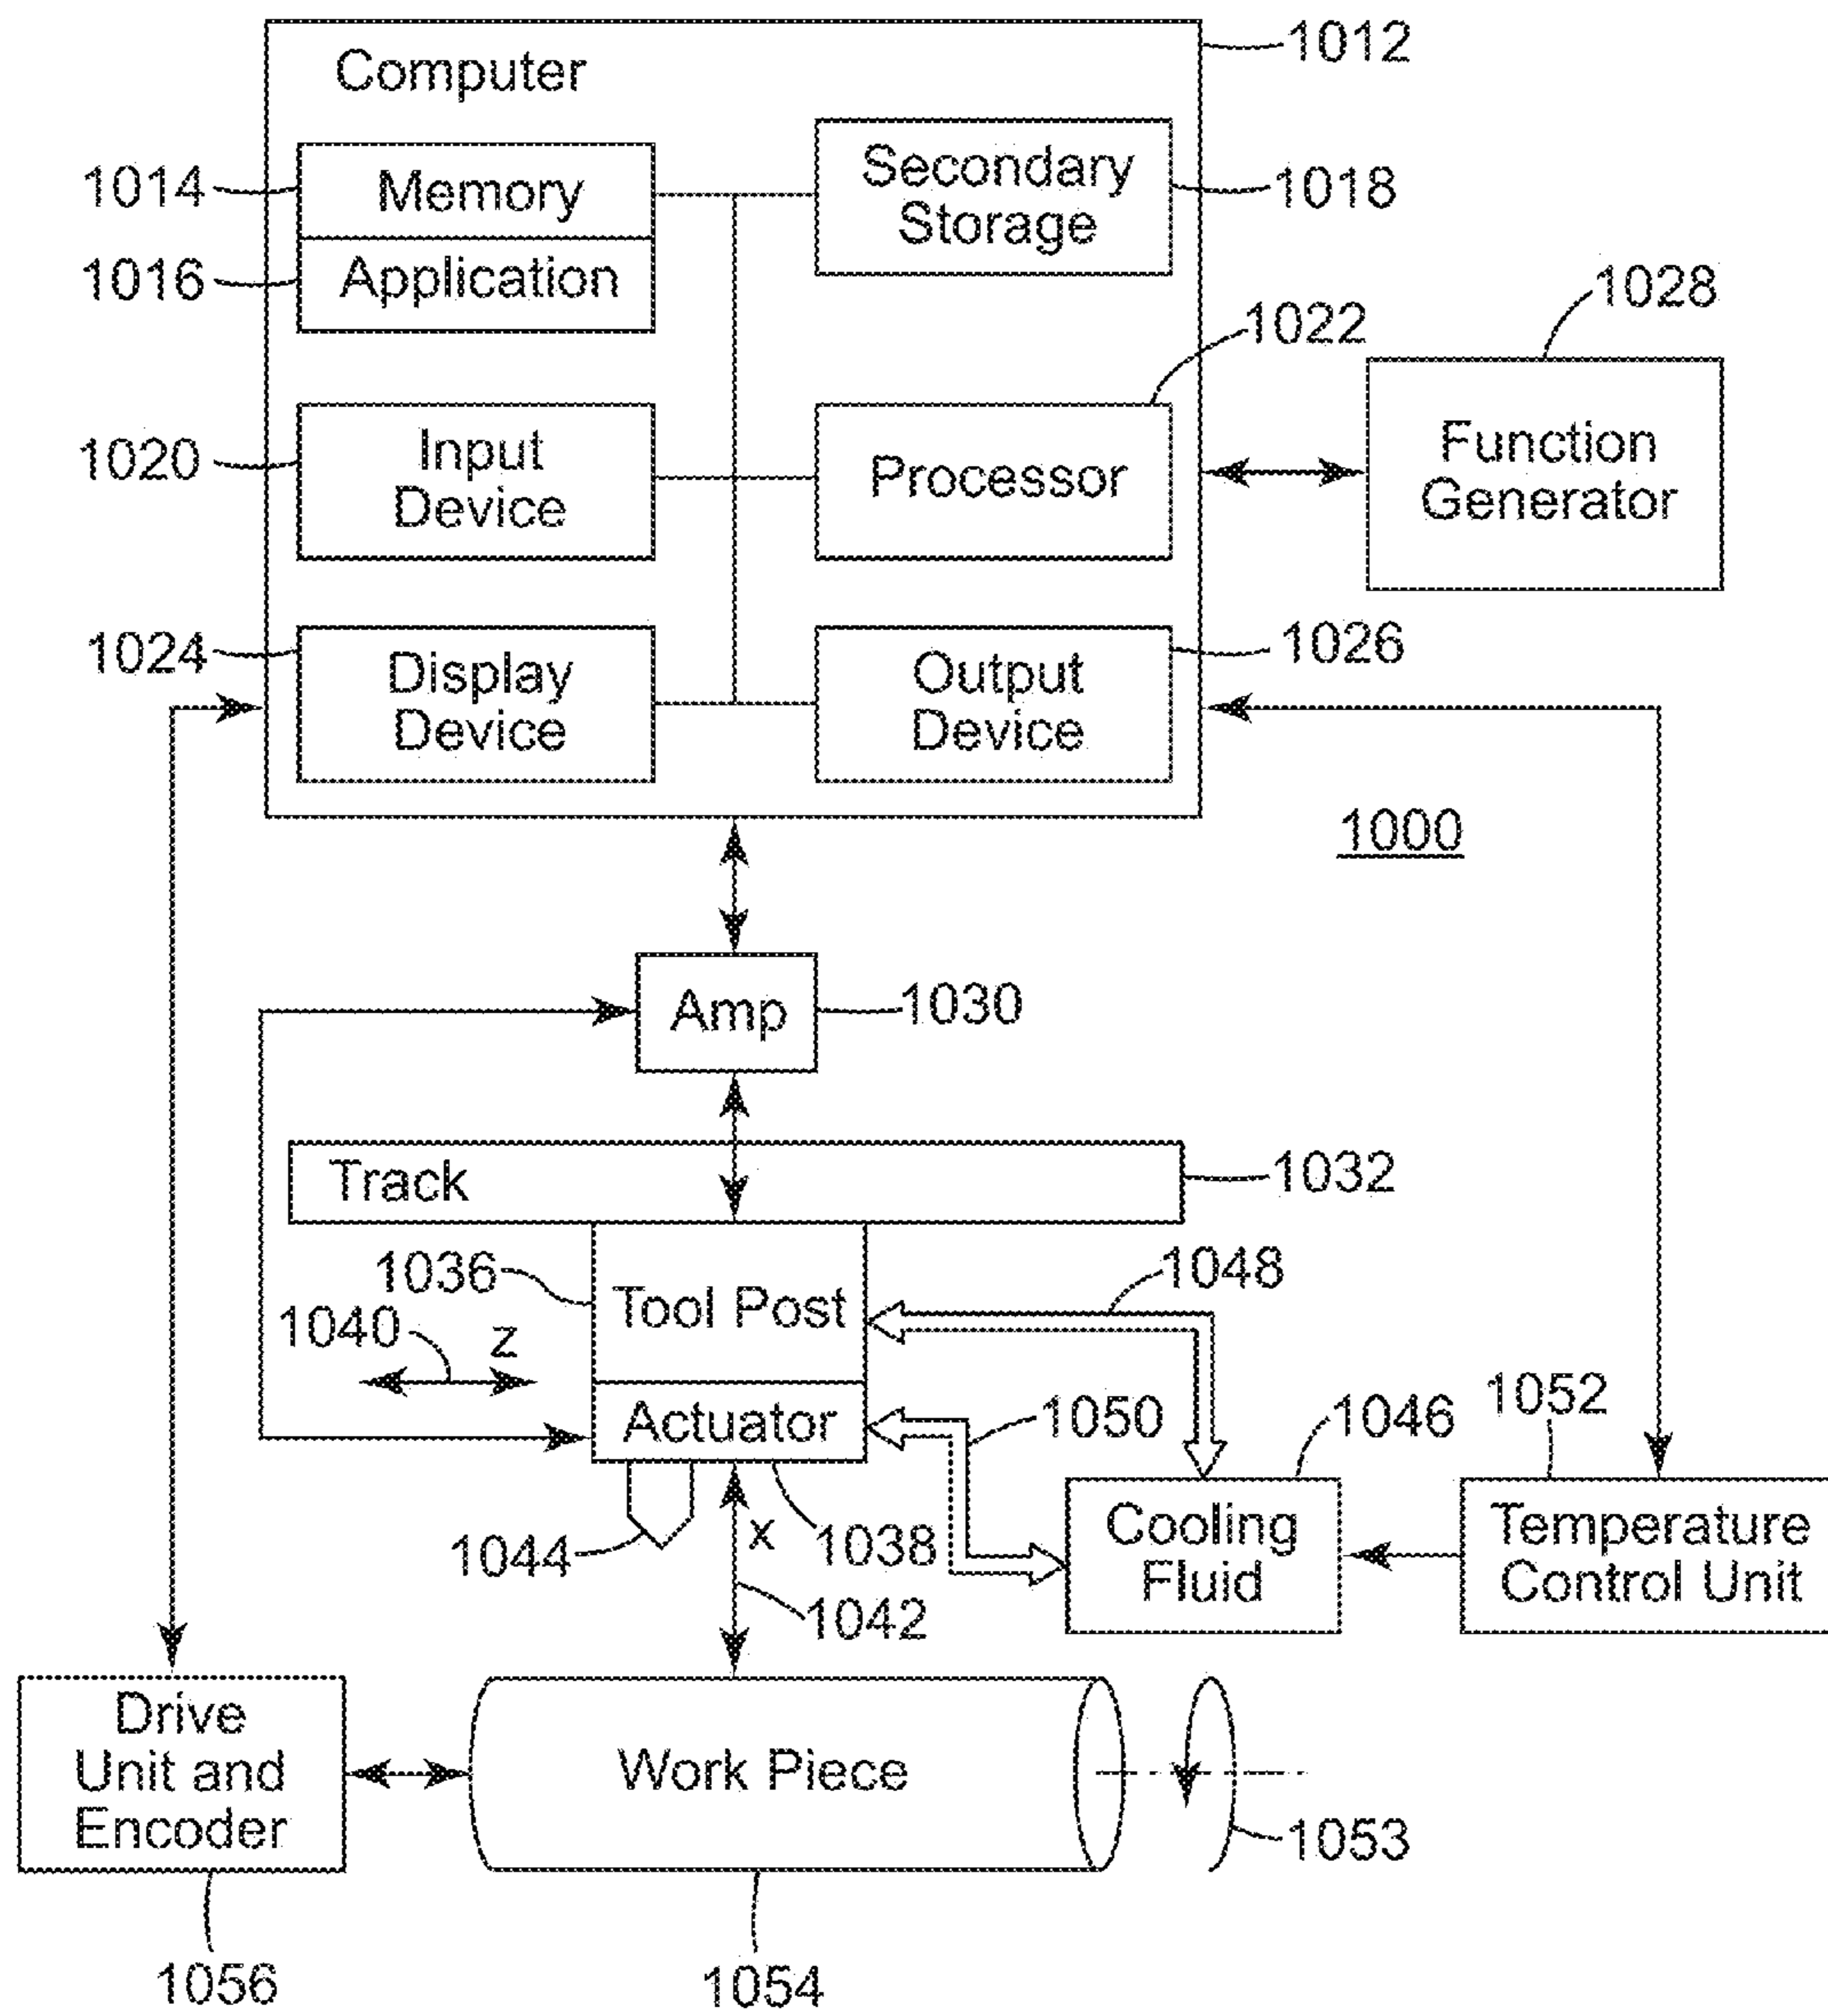 1012
Computer
1014
Memory
Secondary
Storage
1018
1016
Application
1028
1022
1020
Input
Device
Processor
Function
Generator
1024
Display
Device
Output
Device
1026
1000
Amp
1030
Track
1032
1036
Tool Post
1048
1040
z
Actuator
1050
1046
1052
1044
x
1038
1042
Cooling
Fluid
Temperature
Control Unit
Drive
Unit and
Encoder
Work Piece
1053
1056
1054